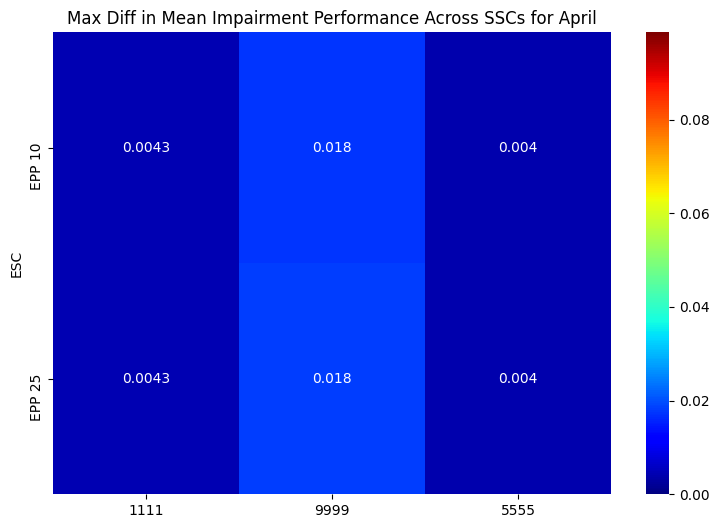 Max Diff in Mean Impairment Performance Across SSCs for April
ESC
EPP 10
0.0043 0.018 0.004
EPP 25
0.0043 0.018 0.004
1111 9999 5555
0.08
0.06
0.04
0.02
0.00